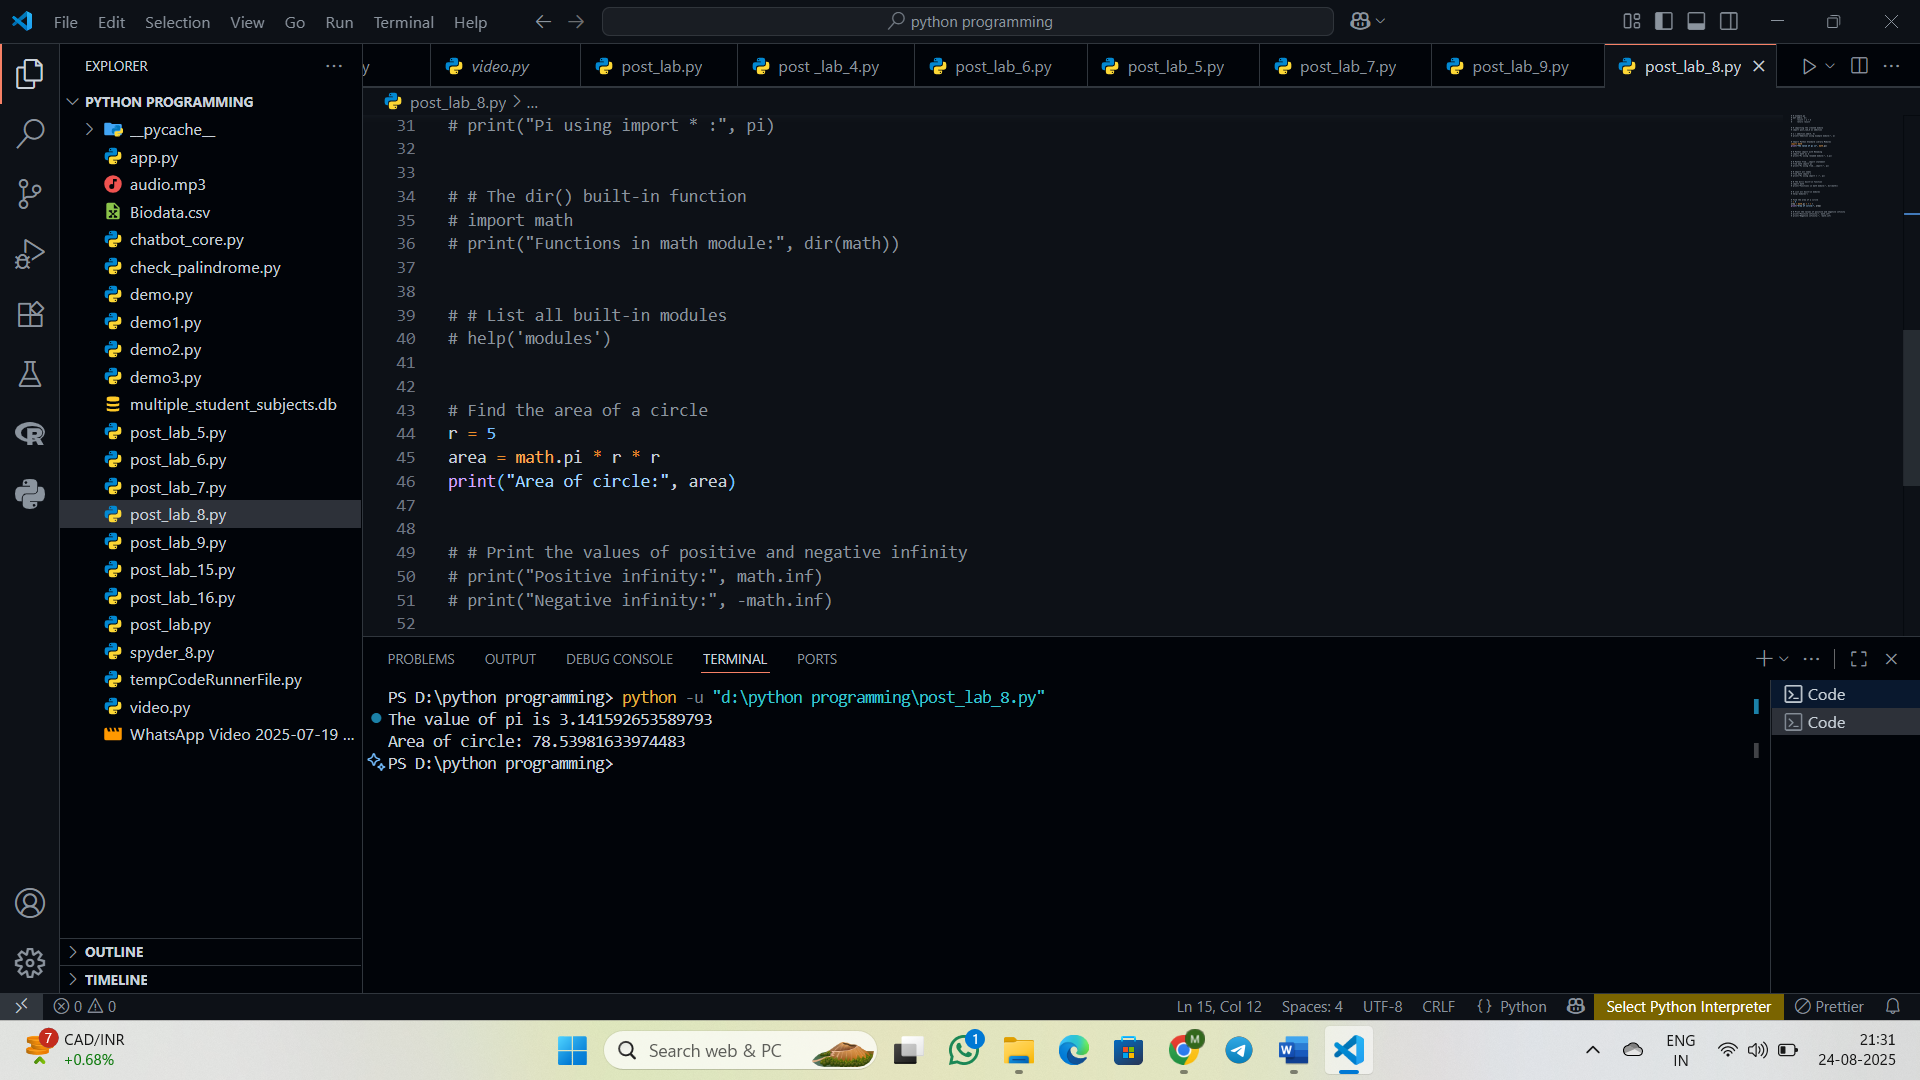 File Edit Selection View Go Run Terminal Help
python programming
EXPLORER
PYTHON PROGRAMMING
__pycache__
app.py
audio.mp3
Biodata.csv
chatbot_core.py
check_palindrome.py
demo.py
demo1.py
demo2.py
demo3.py
multiple_student_subjects.db
post_lab_5.py
post_lab_6.py
post_lab_7.py
post_lab_8.py
post_lab_9.py
post_lab_15.py
post_lab_16.py
post_lab.py
spyder_8.py
tempCodeRunnerFile.py
video.py
WhatsApp Video 2025-07-19 ...
OUTLINE
TIMELINE
y video.py post_lab.py post _lab_4.py post_lab_6.py post_lab_5.py post_lab_7.py post_lab_9.py post_lab_8.py
post_lab_8.py > ...
31 # print("Pi using import * :", pi)
32
33
34 # # The dir() built-in function
35 # import math
36 # print("Functions in math module:", dir(math))
37
38
39 # # List all built-in modules
40 # help('modules')
41
42
43 # Find the area of a circle
44 r = 5
45 area = math.pi * r * r
46 print("Area of circle:", area)
47
48
49 # # Print the values of positive and negative infinity
50 # print("Positive infinity:", math.inf)
51 # print("Negative infinity:", -math.inf)
52
PROBLEMS OUTPUT DEBUG CONSOLE TERMINAL PORTS
PS D:\python programming> python -u "d:\python programming\post_lab_8.py"
The value of pi is 3.141592653589793
Area of circle: 78.53981633974483
PS D:\python programming>
Code
Code
0 0
Ln 15, Col 12 Spaces: 4 UTF-8 CRLF {} Python Select Python Interpreter Prettier
7
CAD/INR
+0.68%
Search web & PC
1
M
W
ENG
IN
21:31
24-08-2025